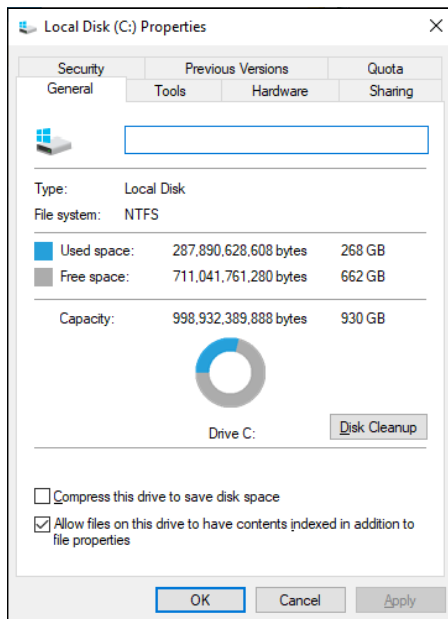 Local Disk (C:) Properties
Security Previous Versions Quota
General Tools Hardware Sharing
Type: Local Disk
File system: NTFS
Used space: 287,890,628,608 bytes 268 GB
Free space: 711,041,761,280 bytes 662 GB
Capacity: 998,932,389,888 bytes 930 GB
Drive C: Disk Cleanup
Compress this drive to save disk space
Allow files on this drive to have contents indexed in addition to
file properties
OK Cancel Apply